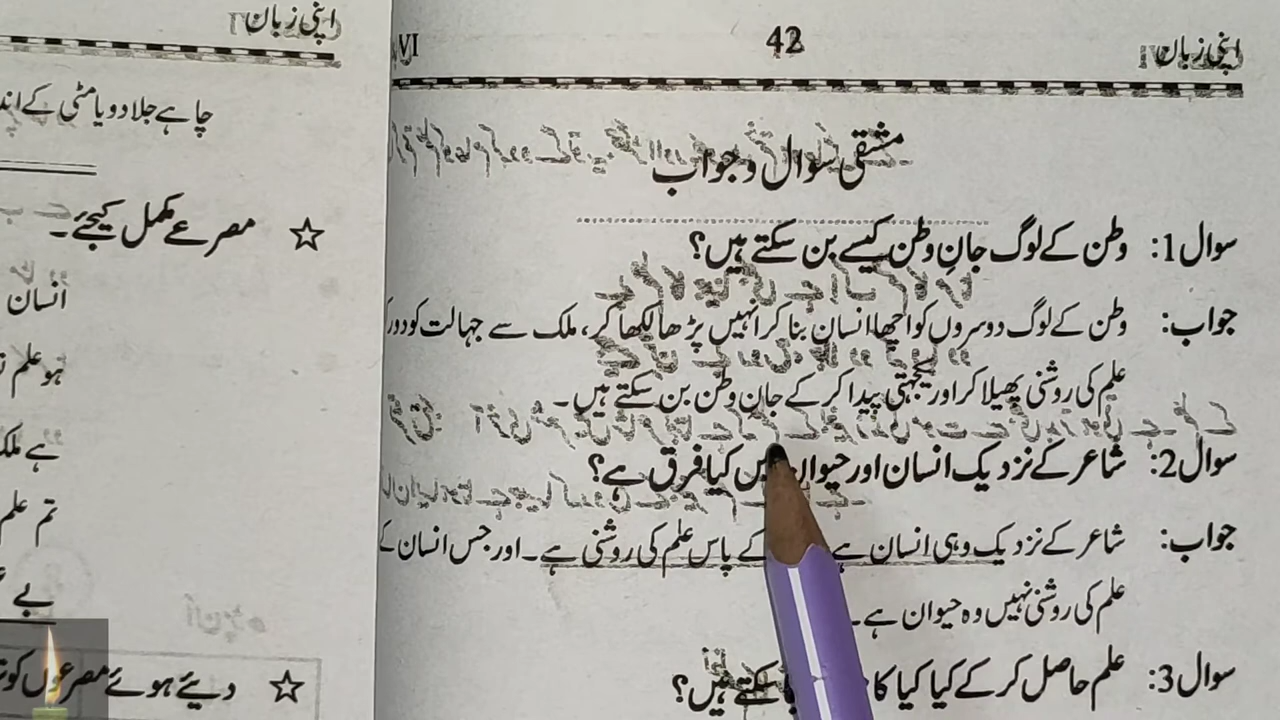 اپنی زبان
42
VI
مشقی سوال و جواب
سوال 1: وطن کے لوگ جانِ وطن کیسے بن سکتے ہیں؟
جواب: وطن کے لوگ دوسروں کو اچھا انسان بنا کر انہیں پڑھا لکھا کر، ملک سے جہالت کو دور
علم کی روشنی پھیلا کر اور یکجہتی پیدا کر کے جان وطن بن سکتے ہیں۔
سوال 2: شاعر کے نزدیک انسان اور حیوان میں کیا فرق ہے؟
جواب: شاعر کے نزدیک وہی انسان ہے کے پاس علم کی روشنی ہے۔ اور جس انسان کے
علم کی روشنی نہیں وہ حیوان ہے۔
سوال 3: علم حاصل کر کے کیا کیا سکتے ہیں؟
اپنی زبان
چاہے جلا دو یا مٹی کے
☆ مصرعے مکمل کیجئے۔
انسان
ہو علم
ہے ملک
تم علم
بے
☆ دیئے ہوئے مصرعوں کو